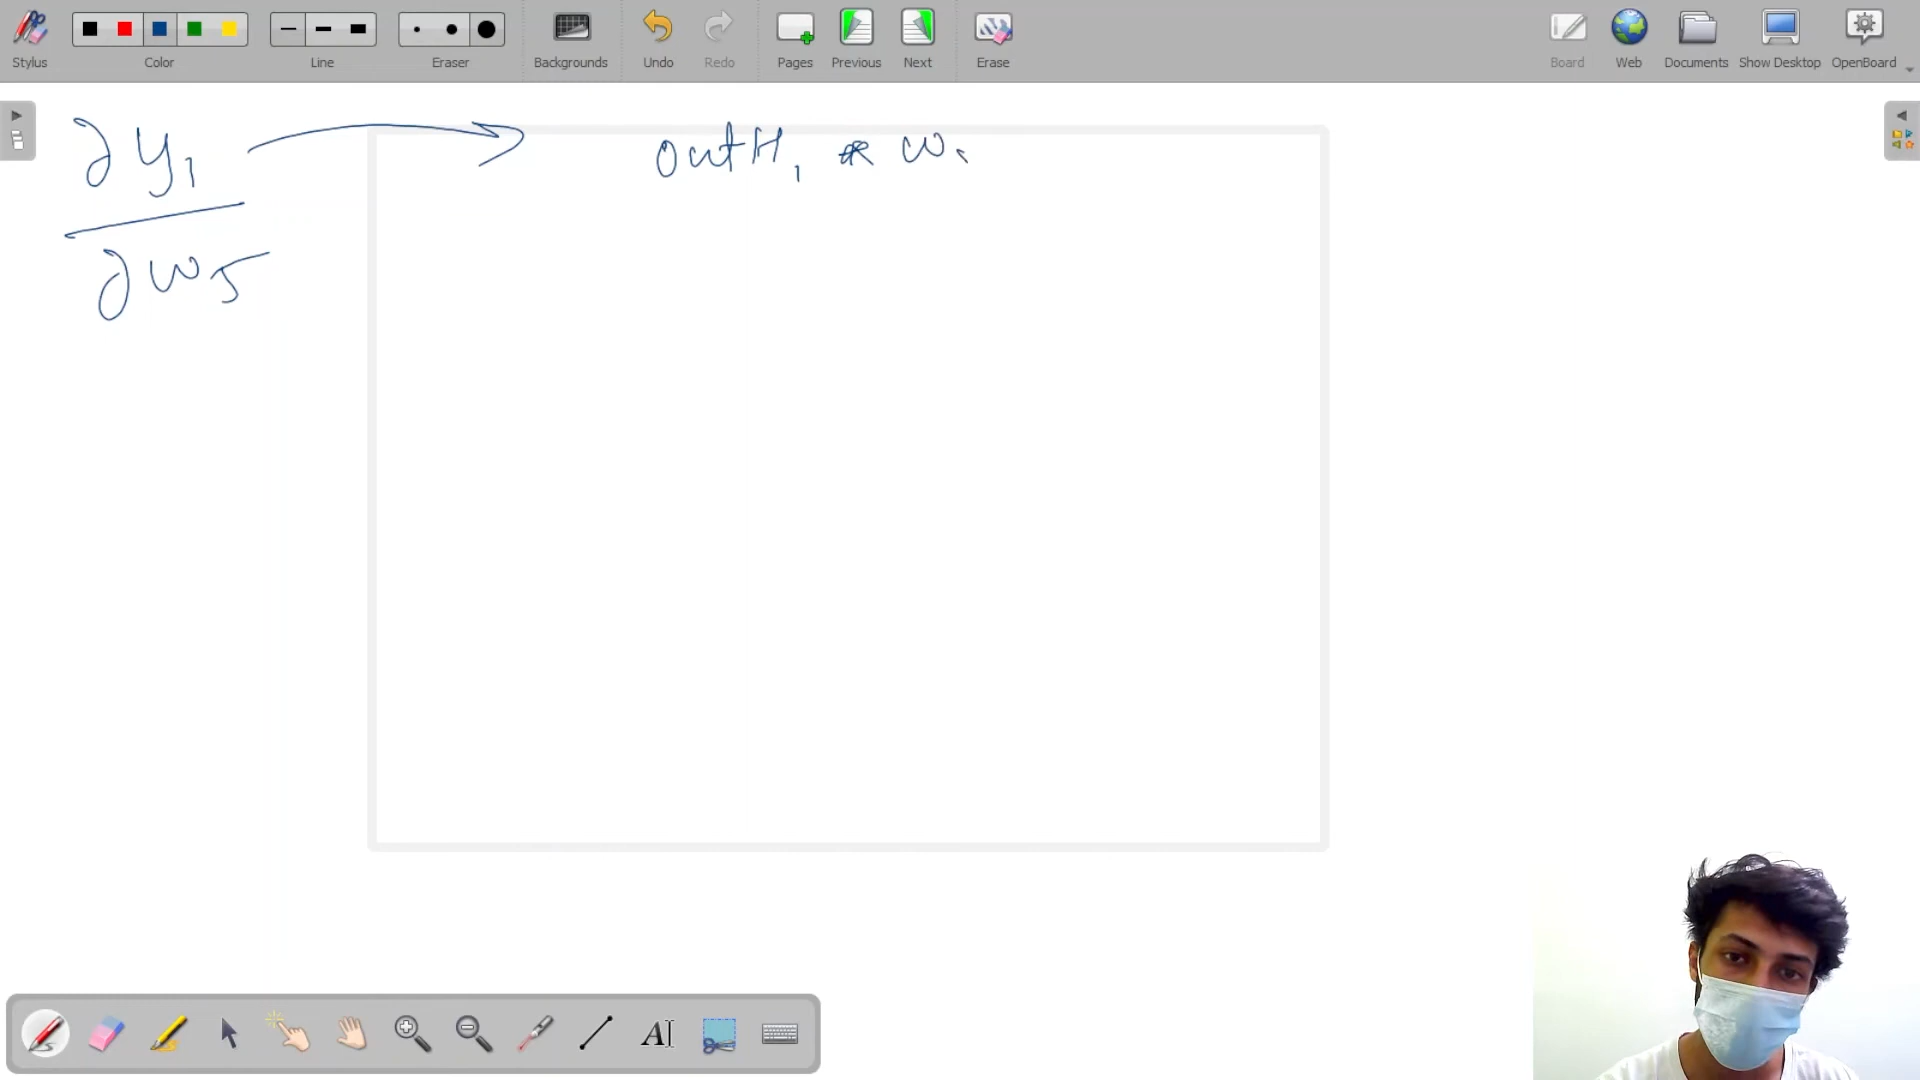 Stylus Color Line Eraser Backgrounds Undo Redo Pages Previous Next Erase Board Web Documents Show Desktop OpenBoard
∂y₁ outH₁ * w
∂w5
AI